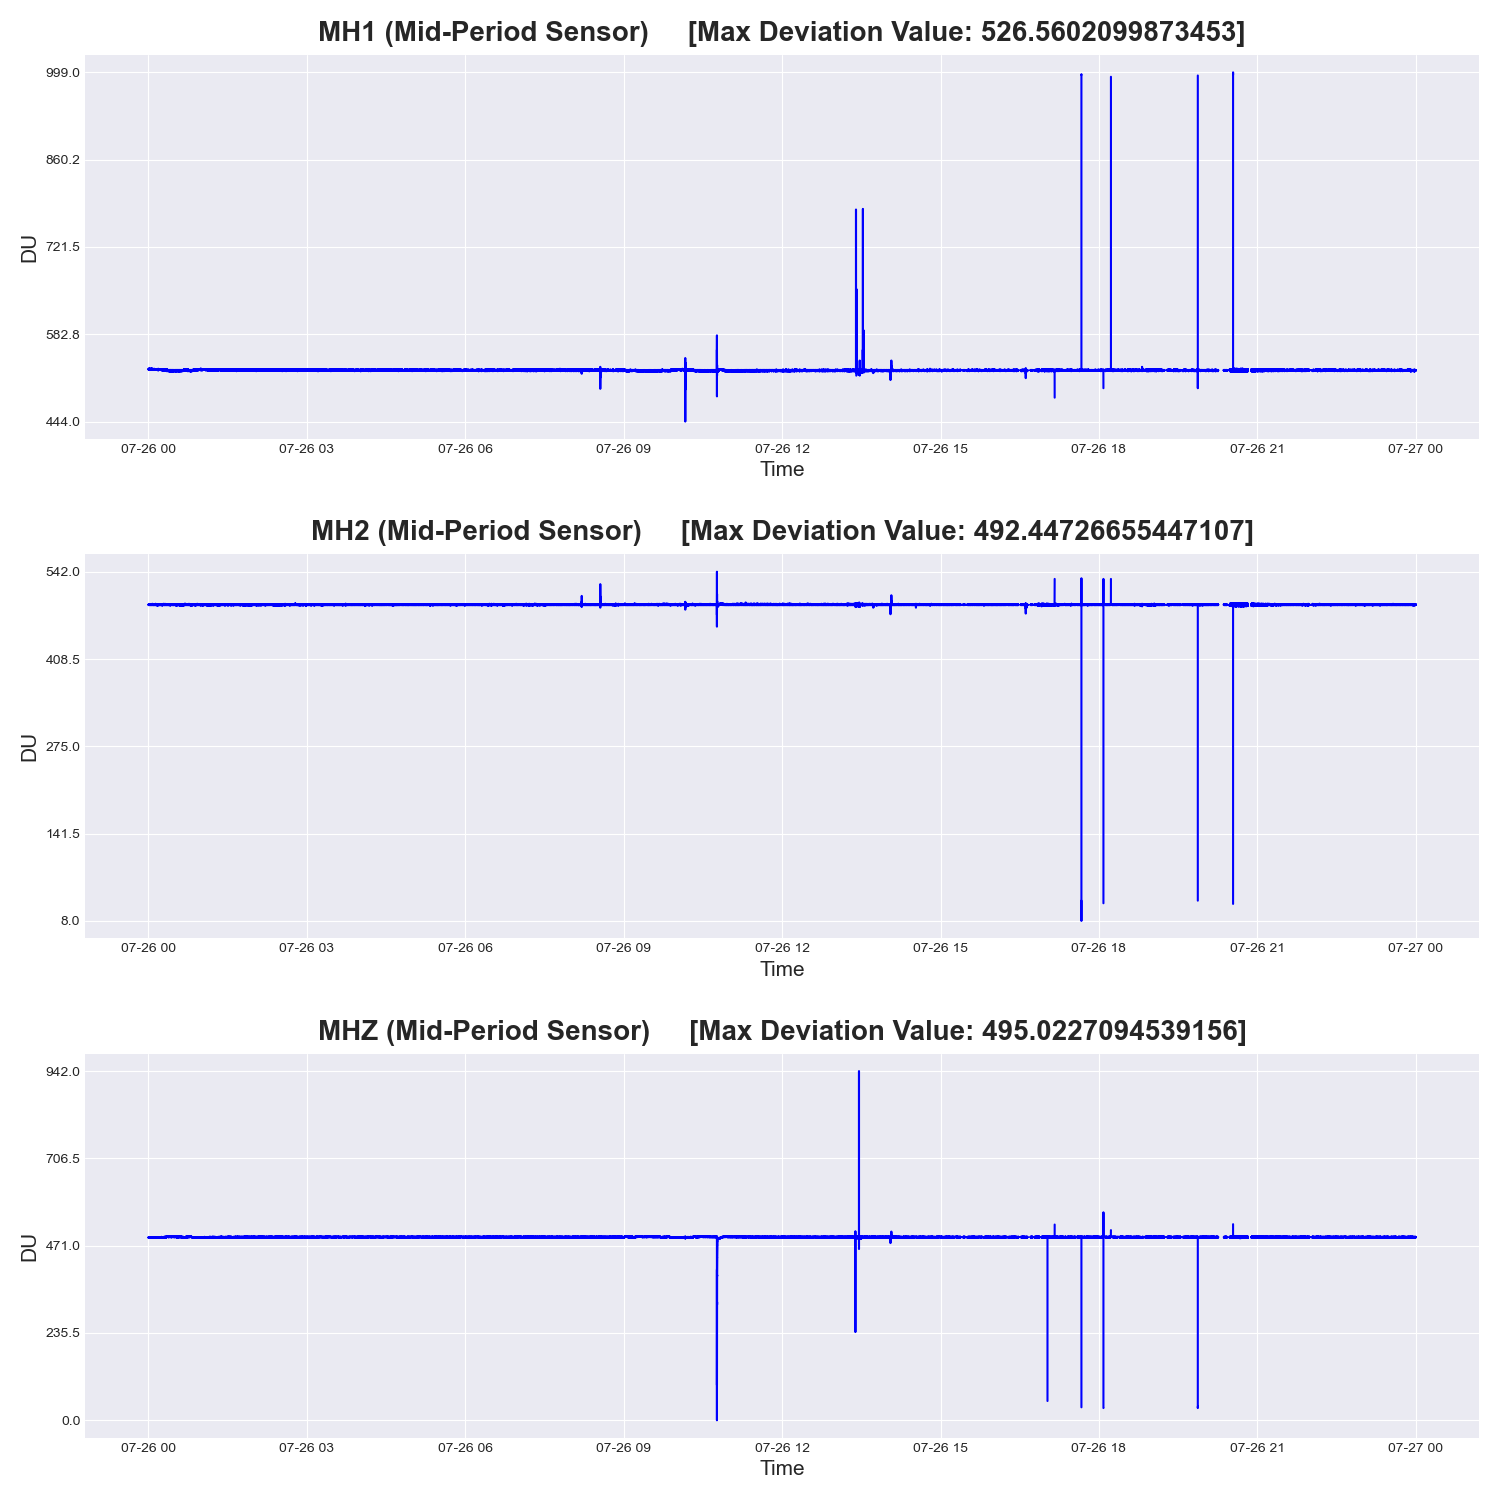 MH1 (Mid-Period Sensor) [Max Deviation Value: 526.5602099873453]
999.0
860.2
721.5
582.8
444.0
DU
07-26 00 07-26 03 07-26 06 07-26 09 07-26 12 07-26 15 07-26 18 07-26 21 07-27 00
Time
MH2 (Mid-Period Sensor) [Max Deviation Value: 492.44726655447107]
542.0
408.5
275.0
141.5
8.0
DU
07-26 00 07-26 03 07-26 06 07-26 09 07-26 12 07-26 15 07-26 18 07-26 21 07-27 00
Time
MHZ (Mid-Period Sensor) [Max Deviation Value: 495.0227094539156]
942.0
706.5
471.0
235.5
0.0
DU
07-26 00 07-26 03 07-26 06 07-26 09 07-26 12 07-26 15 07-26 18 07-26 21 07-27 00
Time